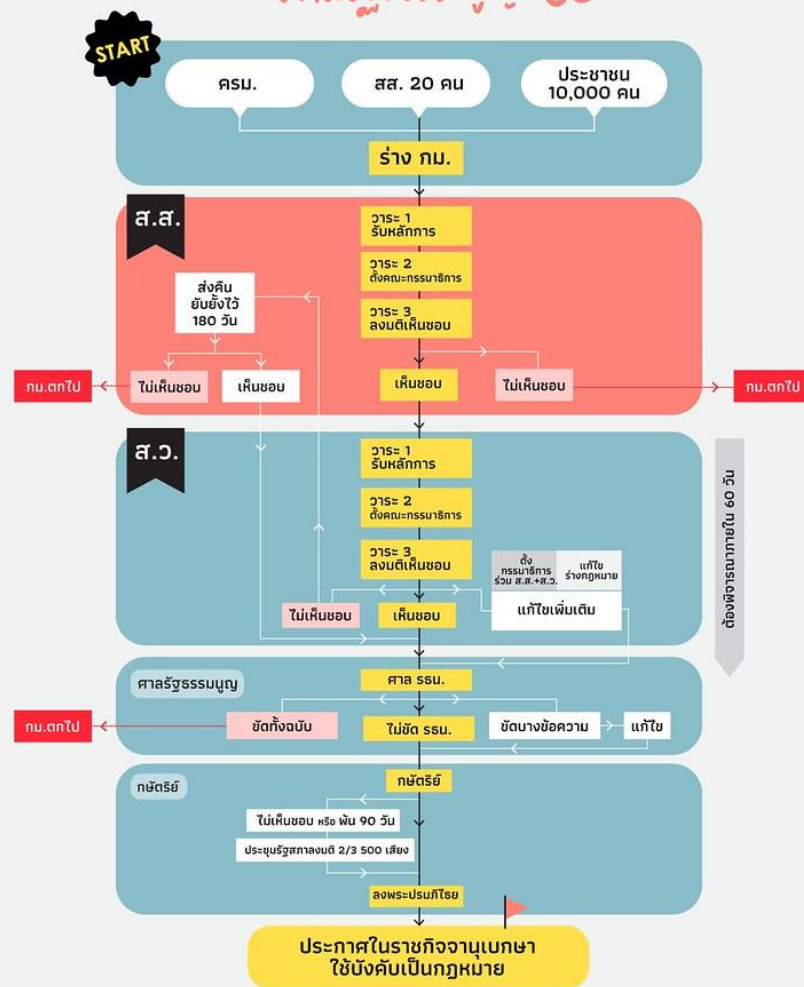 START
ครม.
สส. 20 คน
ประชาชน
10,000 คน
ร่าง กม.
ส.ส.
วาระ 1
รับหลักการ
วาระ 2
ตั้งคณะกรรมาธิการ
วาระ 3
ลงมติเห็นชอบ
ส่งคืน
ยับยั้งไว้
180 วัน
กม.ตกไป
ไม่เห็นชอบ
เห็นชอบ
เห็นชอบ
ไม่เห็นชอบ
กม.ตกไป
ส.ว.
วาระ 1
รับหลักการ
วาระ 2
ตั้งคณะกรรมาธิการ
วาระ 3
ลงมติเห็นชอบ
ตั้ง
กรรมาธิการ
ร่วม ส.ส.+ส.ว.
แก้ไข
ร่างกฎหมาย
ไม่เห็นชอบ
เห็นชอบ
แก้ไขเพิ่มเติม
ต้องพิจารณาภายใน 60 วัน
ศาลรัฐธรรมนูญ
ศาล รธน.
กม.ตกไป
ขัดทั้งฉบับ
ไม่ขัด รธน.
ขัดบางข้อความ
แก้ไข
กษัตริย์
กษัตริย์
ไม่เห็นชอบ หรือ พ้น 90 วัน
ประชุมรัฐสภาลงมติ 2/3 500 เสียง
ลงพระปรมภิไธย
ประกาศในราชกิจจานุเบกษา
ใช้บังคับเป็นกฎหมาย